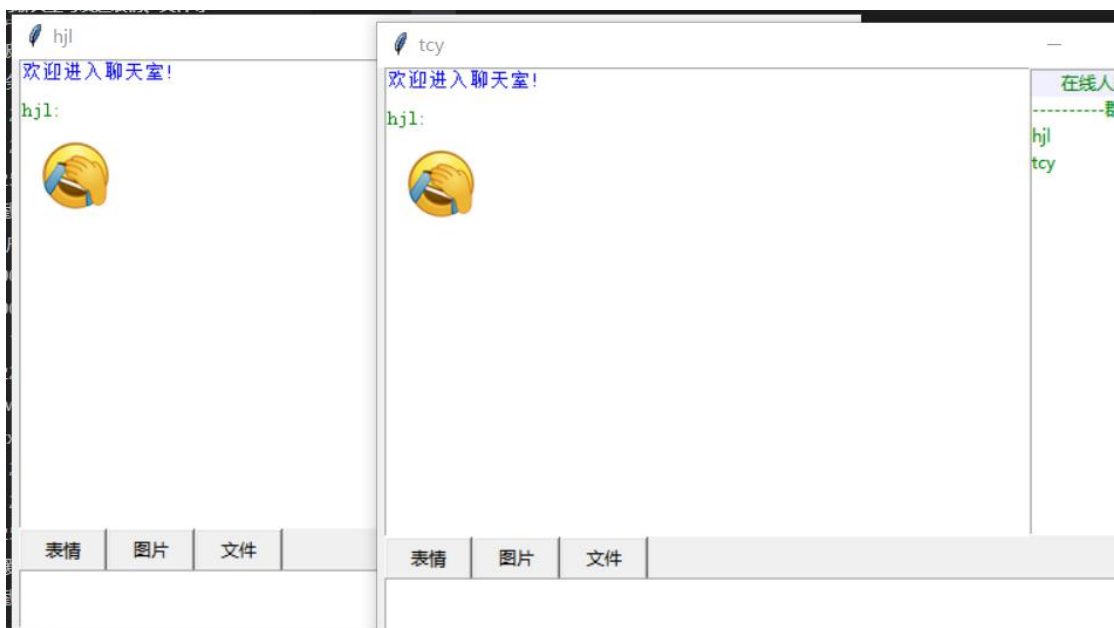 hjl
欢迎进入聊天室!
hjl:
表情 图片 文件
tcy
欢迎进入聊天室!
hjl:
表情 图片 文件
在线人
----------群
hjl
tcy